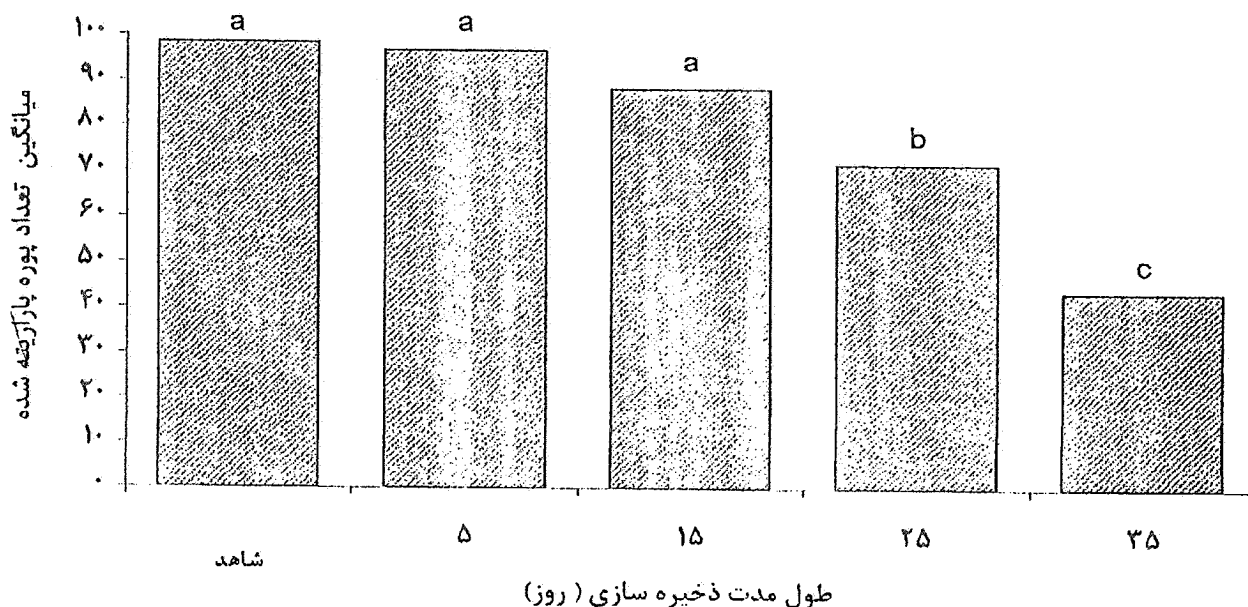 میانگین تعداد پوره پارازیته شده
۱۰۰
۹۰
۸۰
۷۰
۶۰
۵۰
۴۰
۳۰
۲۰
۱۰
۰
a
a
a
b
c
شاهد
۵
۱۵
۲۵
۳۵
طول مدت ذخیره سازی ( روز)